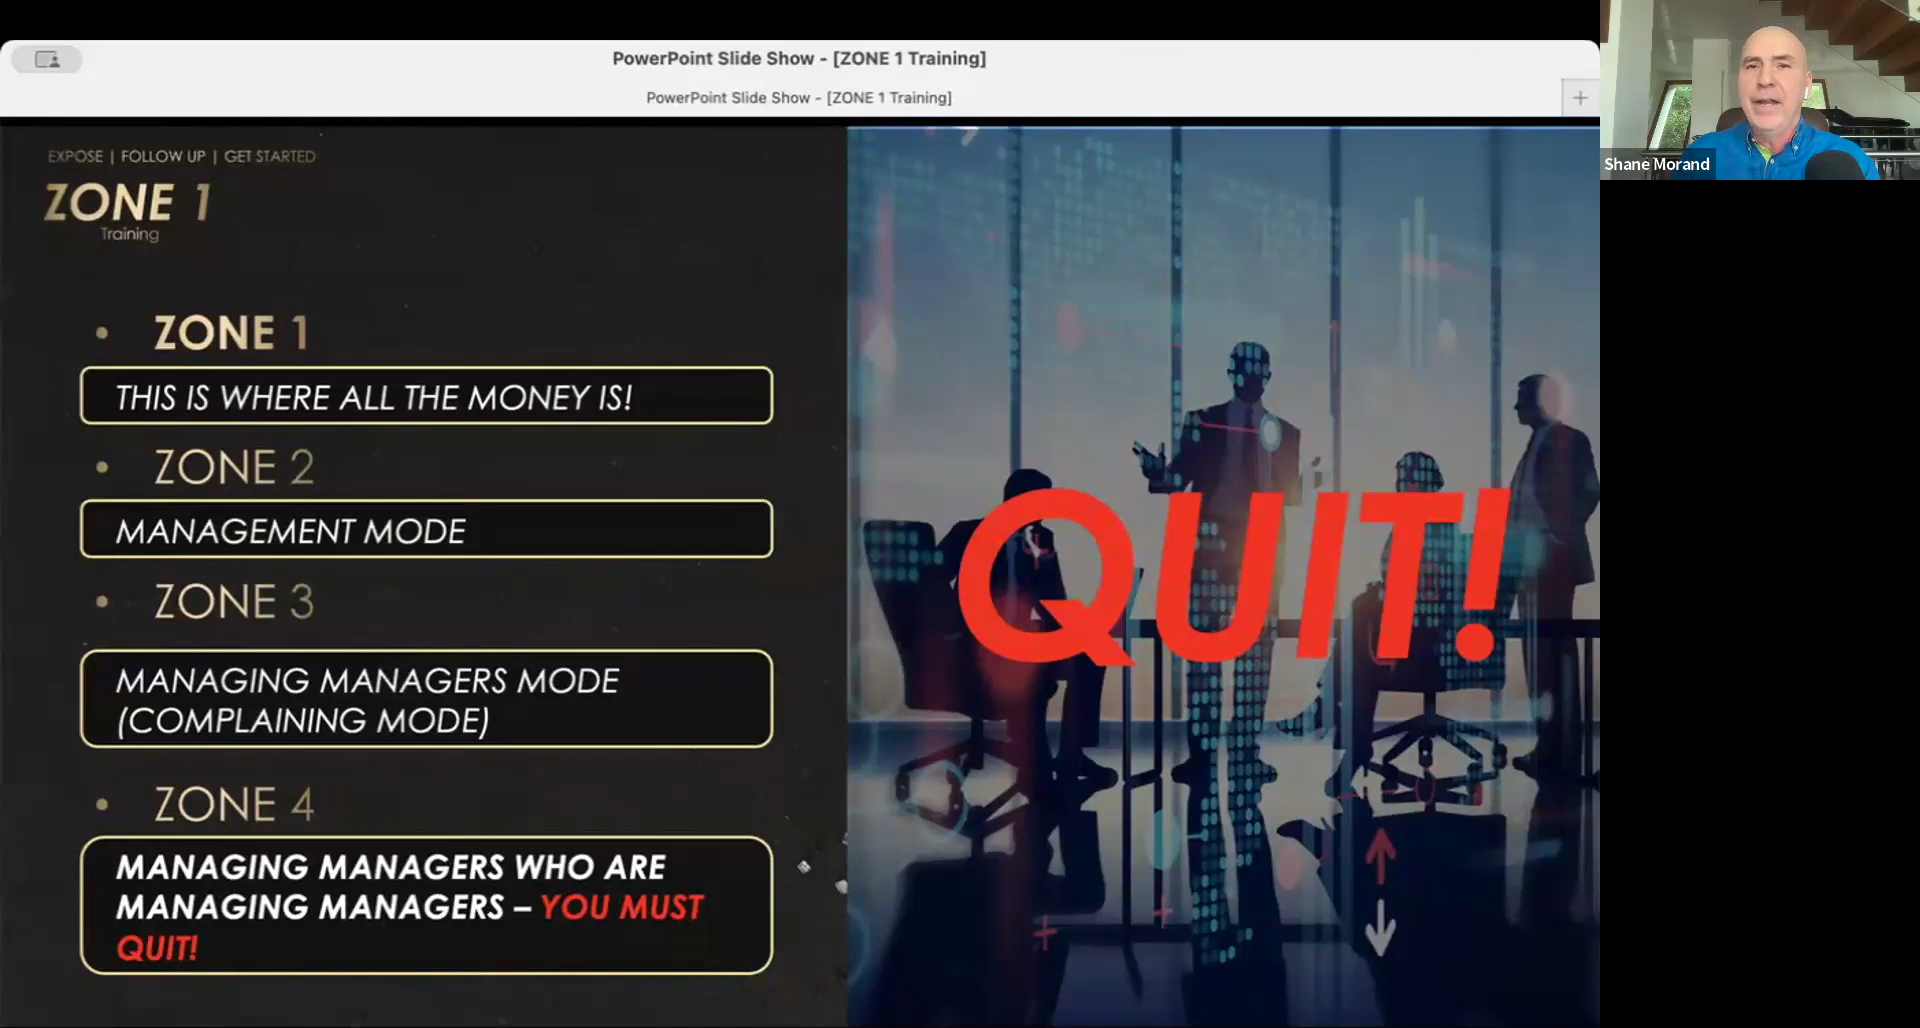 PowerPoint Slide Show - [ZONE 1 Training]
PowerPoint Slide Show - [ZONE 1 Training]
Shane Morand
EXPOSE | FOLLOW UP | GET STARTED
ZONE 1
Training
• ZONE 1
THIS IS WHERE ALL THE MONEY IS!
• ZONE 2
MANAGEMENT MODE
• ZONE 3
MANAGING MANAGERS MODE
(COMPLAINING MODE)
• ZONE 4
MANAGING MANAGERS WHO ARE
MANAGING MANAGERS – YOU MUST
QUIT!
QUIT!